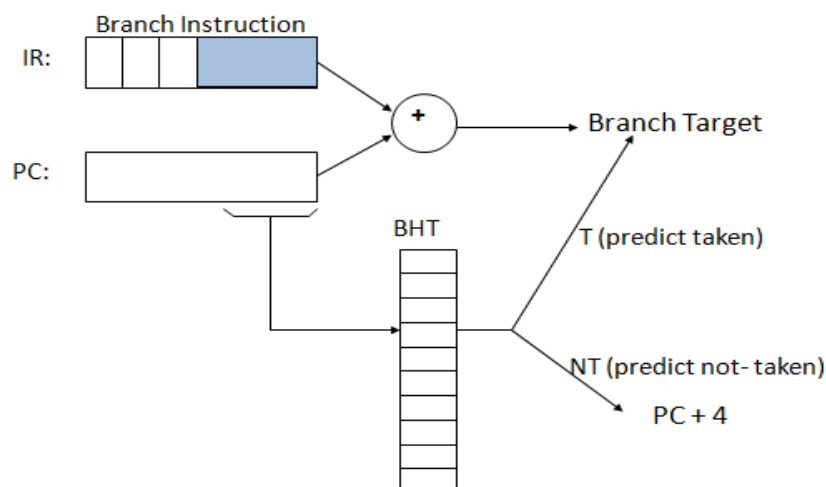 Branch Instruction
IR:
+
Branch Target
PC:
BHT
T (predict taken)
NT (predict not- taken)
PC + 4